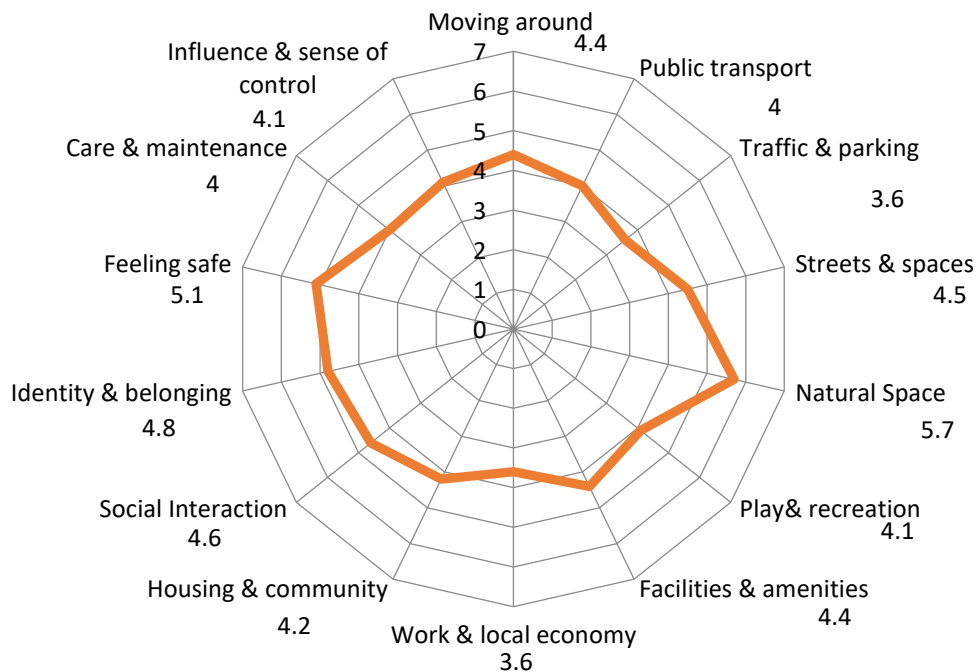 Moving around
4.4
Public transport
4
Traffic & parking
3.6
Streets & spaces
4.5
Natural Space
5.7
Play& recreation
4.1
Facilities & amenities
4.4
Work & local economy
3.6
Housing & community
4.2
Social Interaction
4.6
Identity & belonging
4.8
Feeling safe
5.1
Care & maintenance
4
Influence & sense of
control
4.1
7
6
5
4
3
2
1
0